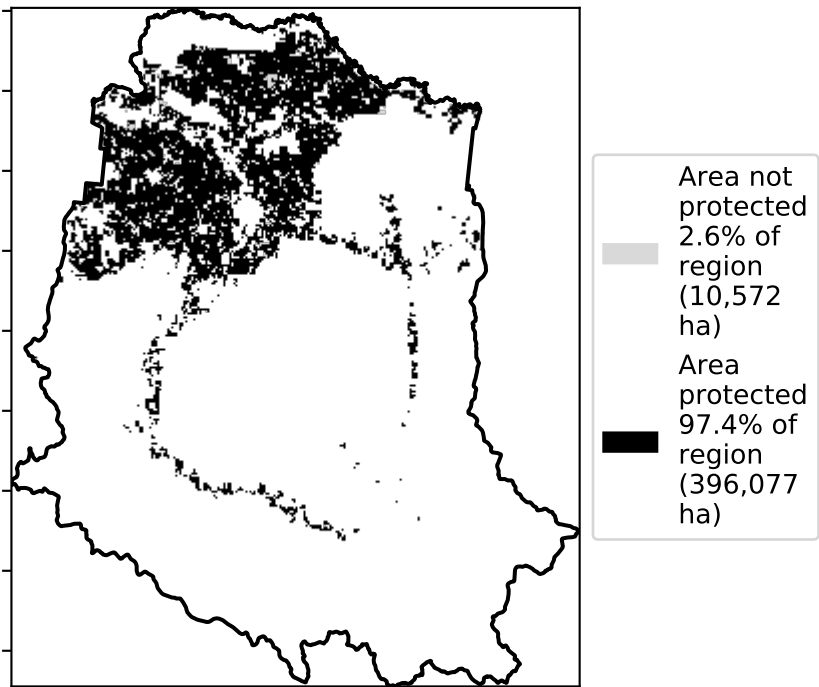 Area not
protected
2.6% of
region
(10,572
ha)
Area
protected
97.4% of
region
(396,077
ha)